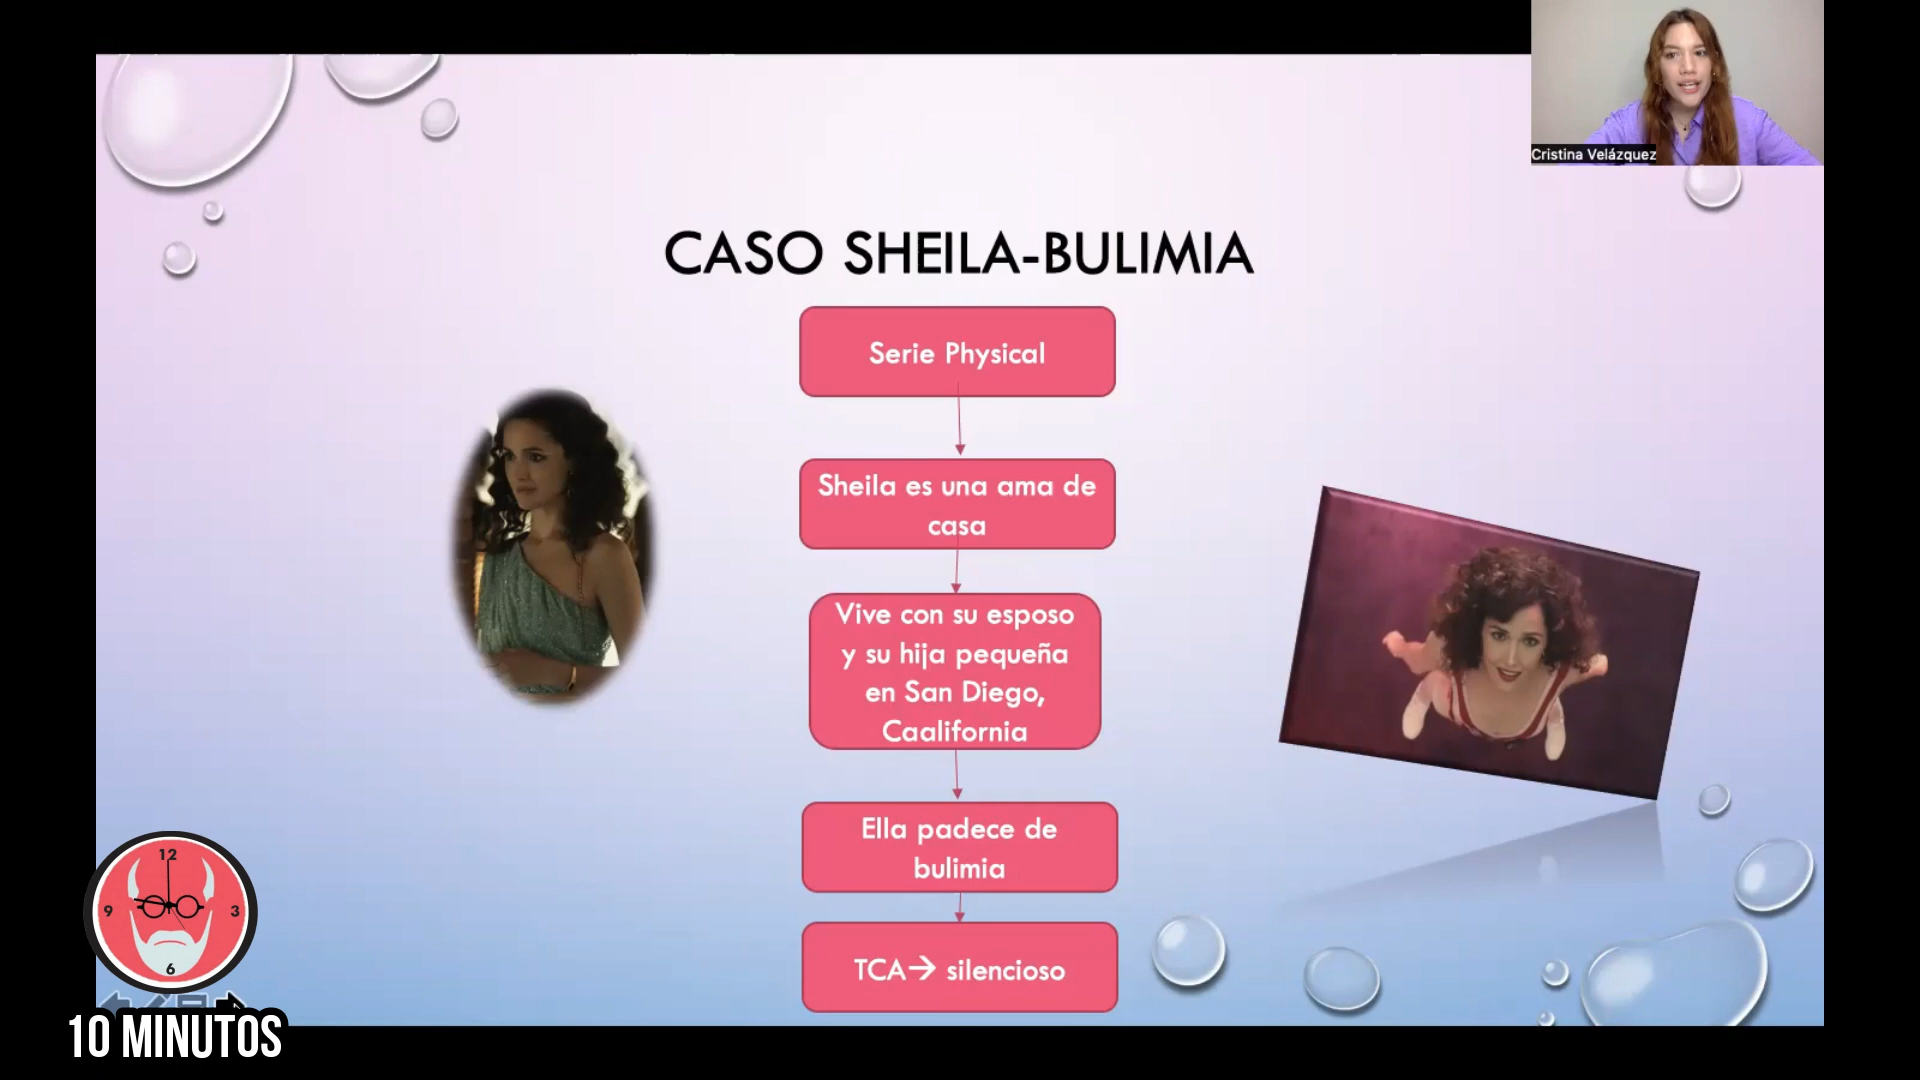 Cristina Velázquez
CASO SHEILA-BULIMIA
Serie Physical
Sheila es una ama de
casa
Vive con su esposo
y su hija pequeña
en San Diego,
Caalifornia
Ella padece de
bulimia
TCA→ silencioso
12
9
3
6
10 MINUTOS